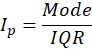 I_p = Mode / IQR